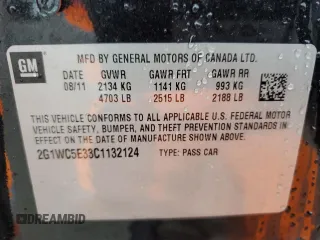 GM
MFD BY GENERAL MOTORS OF CANADA LTD.
DATE GVWR GAWR FRT GAWR RR
08/11 2134 KG 1141 KG 993 KG
4703 LB 2515 LB 2188 LB
THIS VEHICLE CONFORMS TO ALL APPLICABLE U.S. FEDERAL MOTOR
VEHICLE SAFETY, BUMPER, AND THEFT PREVENTION STANDARDS
IN EFFECT ON THE DATE OF MANUFACTURE SHOWN ABOVE.
2G1WC5E33C1132124 TYPE: PASS CAR
DREAMBID